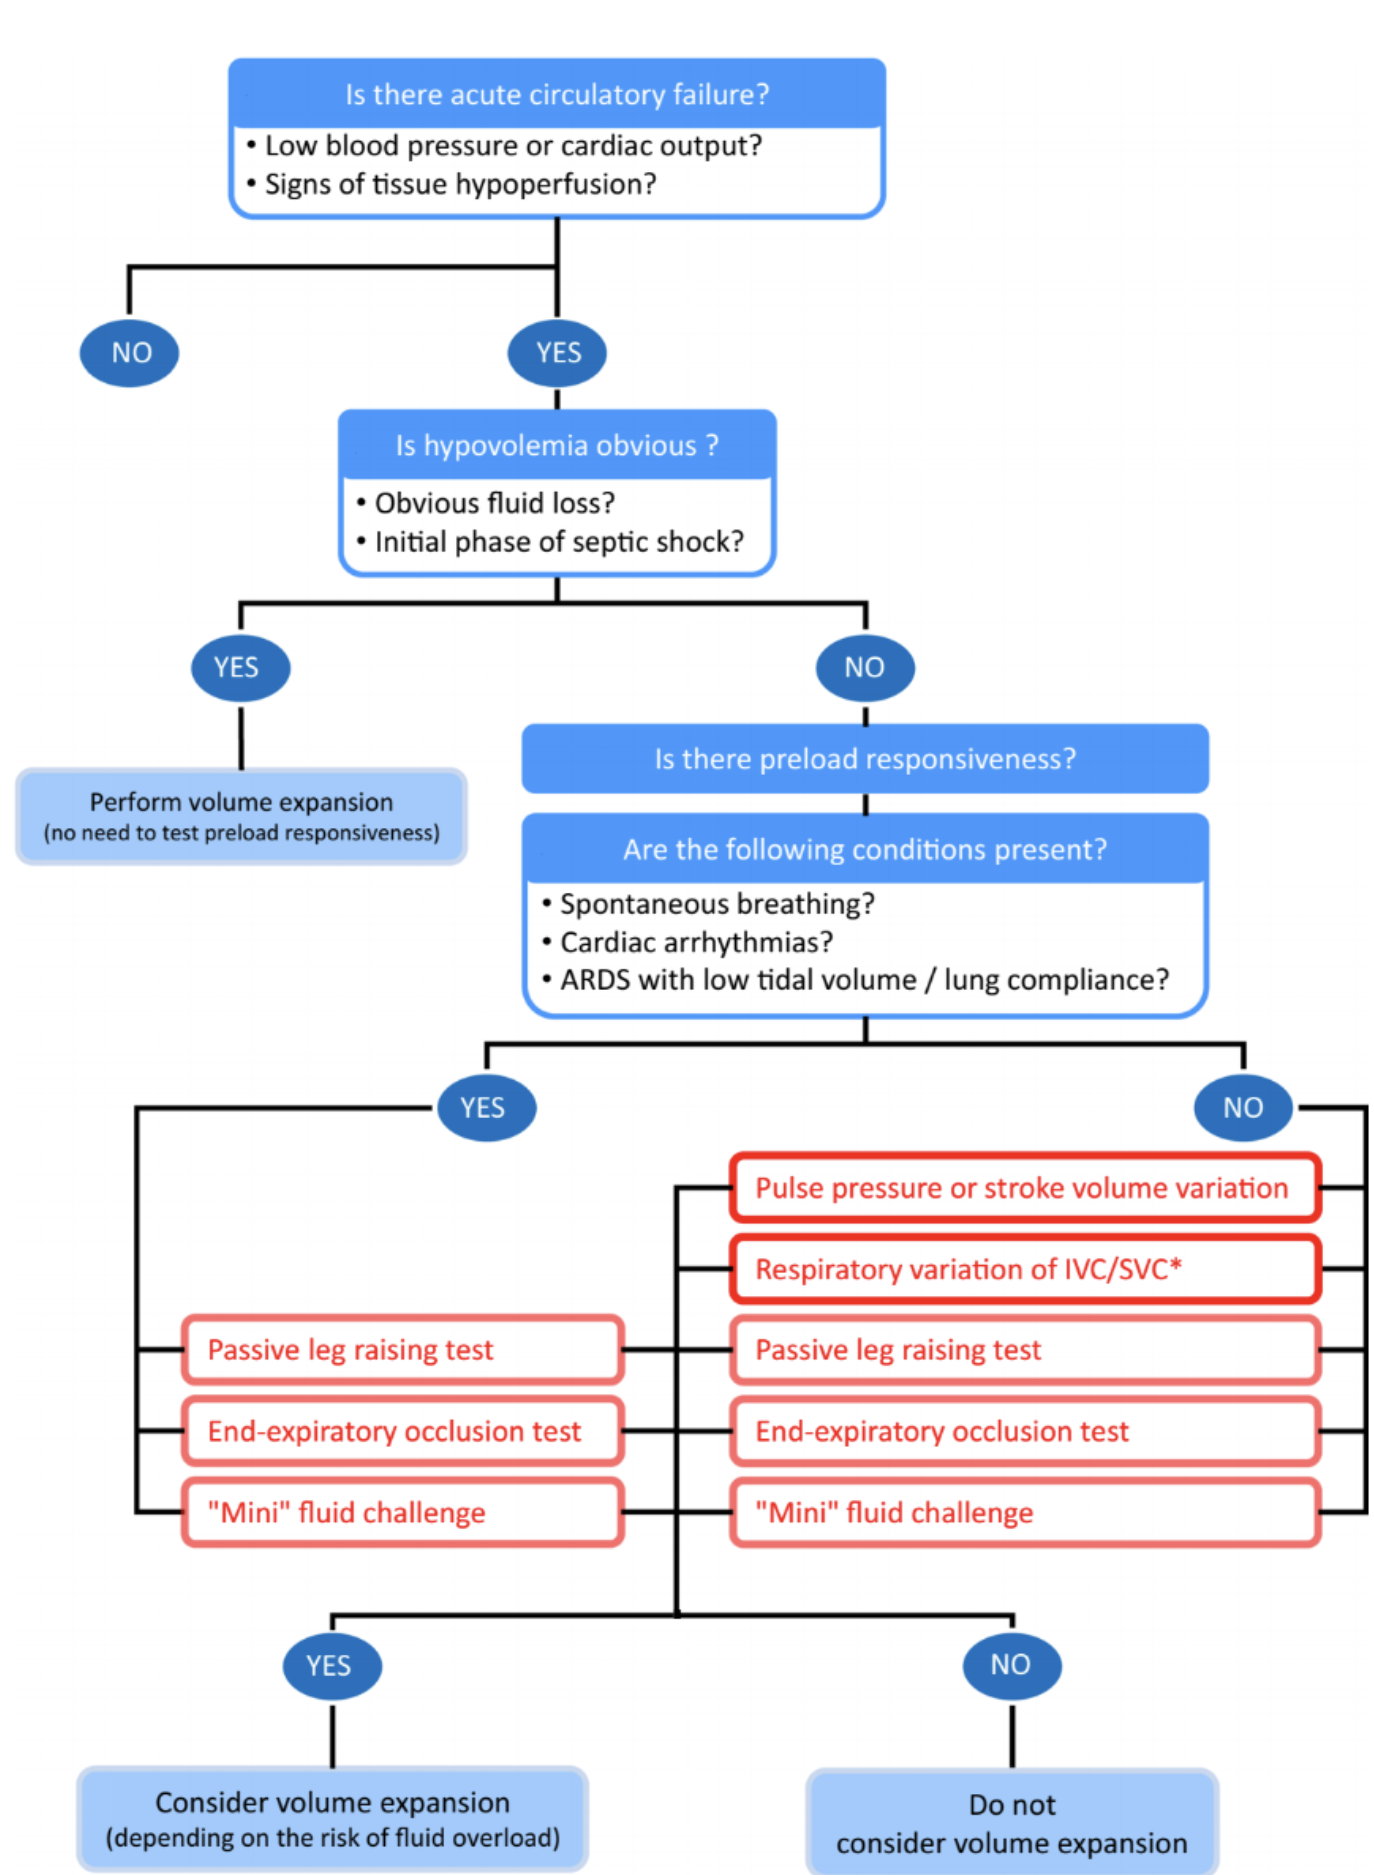 Is there acute circulatory failure?
• Low blood pressure or cardiac output?
• Signs of tissue hypoperfusion?
NO
YES
Is hypovolemia obvious ?
• Obvious fluid loss?
• Initial phase of septic shock?
YES
NO
Is there preload responsiveness?
Perform volume expansion
(no need to test preload responsiveness)
Are the following conditions present?
• Spontaneous breathing?
• Cardiac arrhythmias?
• ARDS with low tidal volume / lung compliance?
YES
NO
Pulse pressure or stroke volume variation
Respiratory variation of IVC/SVC*
Passive leg raising test
Passive leg raising test
End-expiratory occlusion test
End-expiratory occlusion test
"Mini" fluid challenge
"Mini" fluid challenge
YES
NO
Consider volume expansion
(depending on the risk of fluid overload)
Do not
consider volume expansion